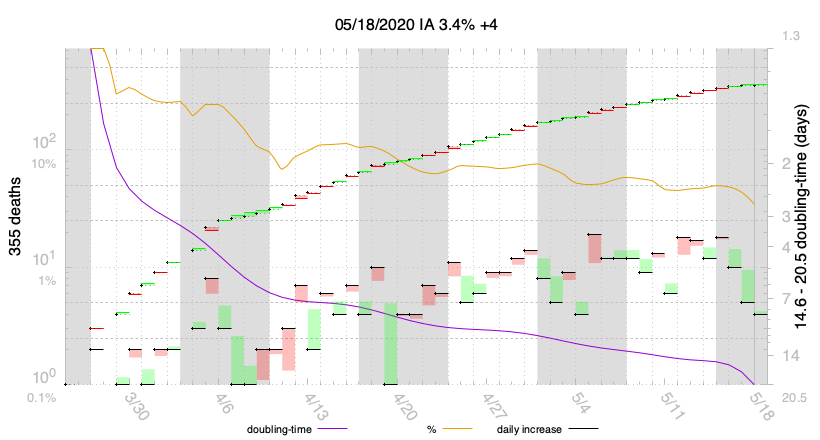 05/18/2020 IA 3.4% +4
1.3
10²
10%
2
3
4
10¹
1%
7
14
10⁰
0.1%
20.5
355 deaths
14.6 - 20.5 doubling-time (days)
3/30 4/6 4/13 4/20 4/27 5/4 5/11 5/18
doubling-time % daily increase